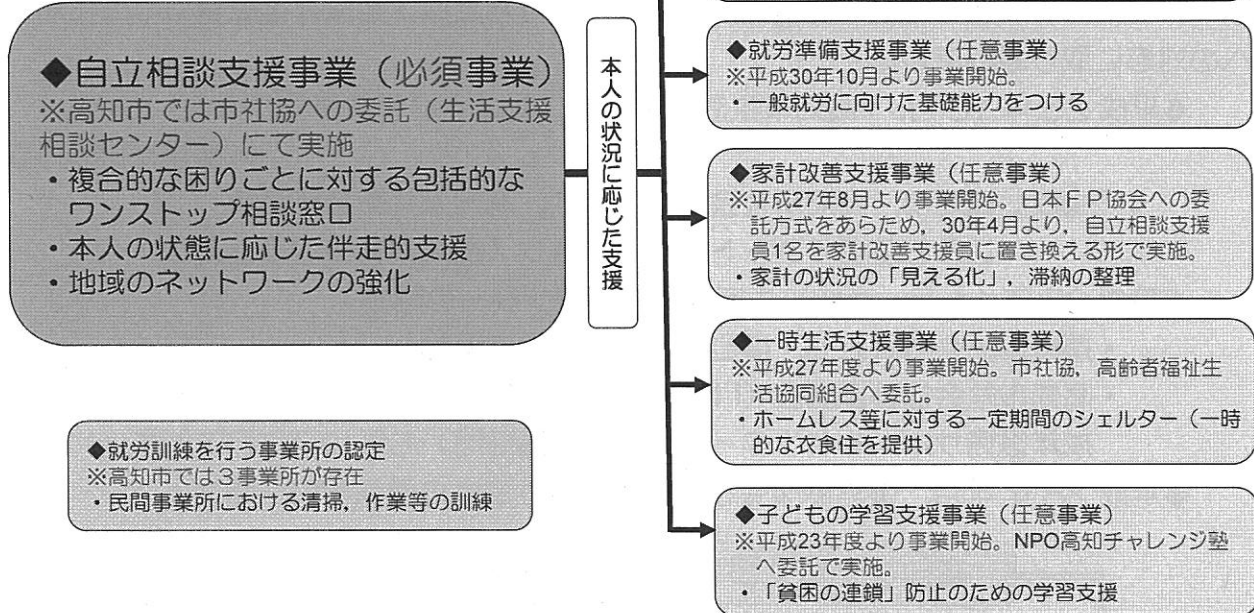 ◆自立相談支援事業（必須事業）
※高知市では市社協への委託（生活支援
相談センター）にて実施
・複合的な困りごとに対する包括的な
ワンストップ相談窓口
・本人の状態に応じた伴走的支援
・地域のネットワークの強化
本人の状況に応じた支援
◆就労準備支援事業（任意事業）
※平成30年10月より事業開始。
・一般就労に向けた基礎能力をつける
◆家計改善支援事業（任意事業）
※平成27年8月より事業開始。日本ＦＰ協会への委
託方式をあらため，30年4月より，自立相談支援
員1名を家計改善支援員に置き換える形で実施。
・家計の状況の「見える化」，滞納の整理
◆一時生活支援事業（任意事業）
※平成27年度より事業開始。市社協，高齢者福祉生
活協同組合へ委託。
・ホームレス等に対する一定期間のシェルター（一時
的な衣食住を提供）
◆就労訓練を行う事業所の認定
※高知市では３事業所が存在
・民間事業所における清掃，作業等の訓練
◆子どもの学習支援事業（任意事業）
※平成23年度より事業開始。NPO高知チャレンジ塾
へ委託で実施。
・「貧困の連鎖」防止のための学習支援